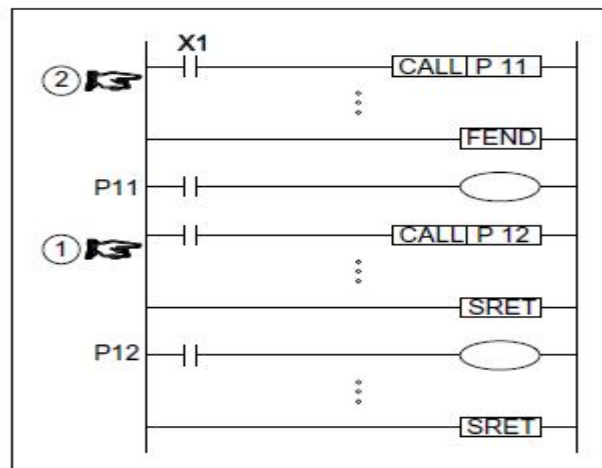 X1
② CALL P 11
FEND
P11
① CALL P 12
SRET
P12
SRET